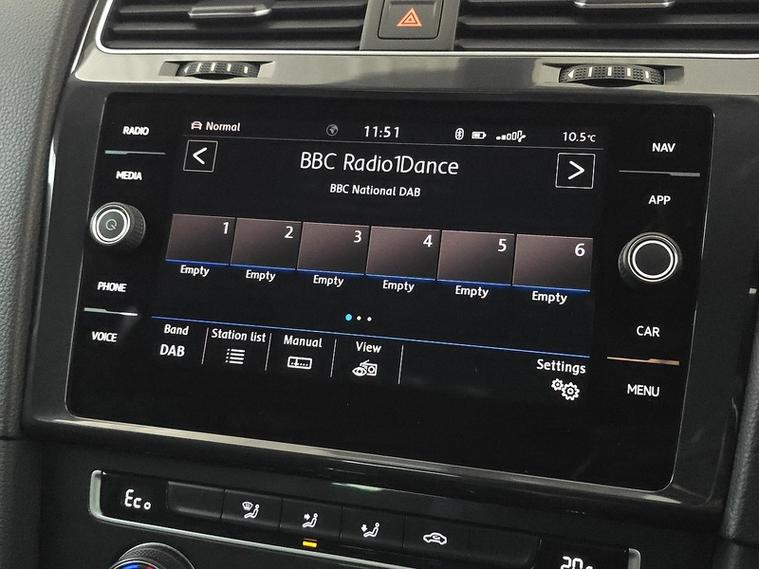 RADIO
MEDIA
PHONE
VOICE
Normal
11:51
10.5°C
BBC Radio1Dance
BBC National DAB
1 2 3 4 5 6
Empty Empty Empty Empty Empty Empty
Band Station list Manual View Settings
DAB
NAV
APP
CAR
MENU
Eco